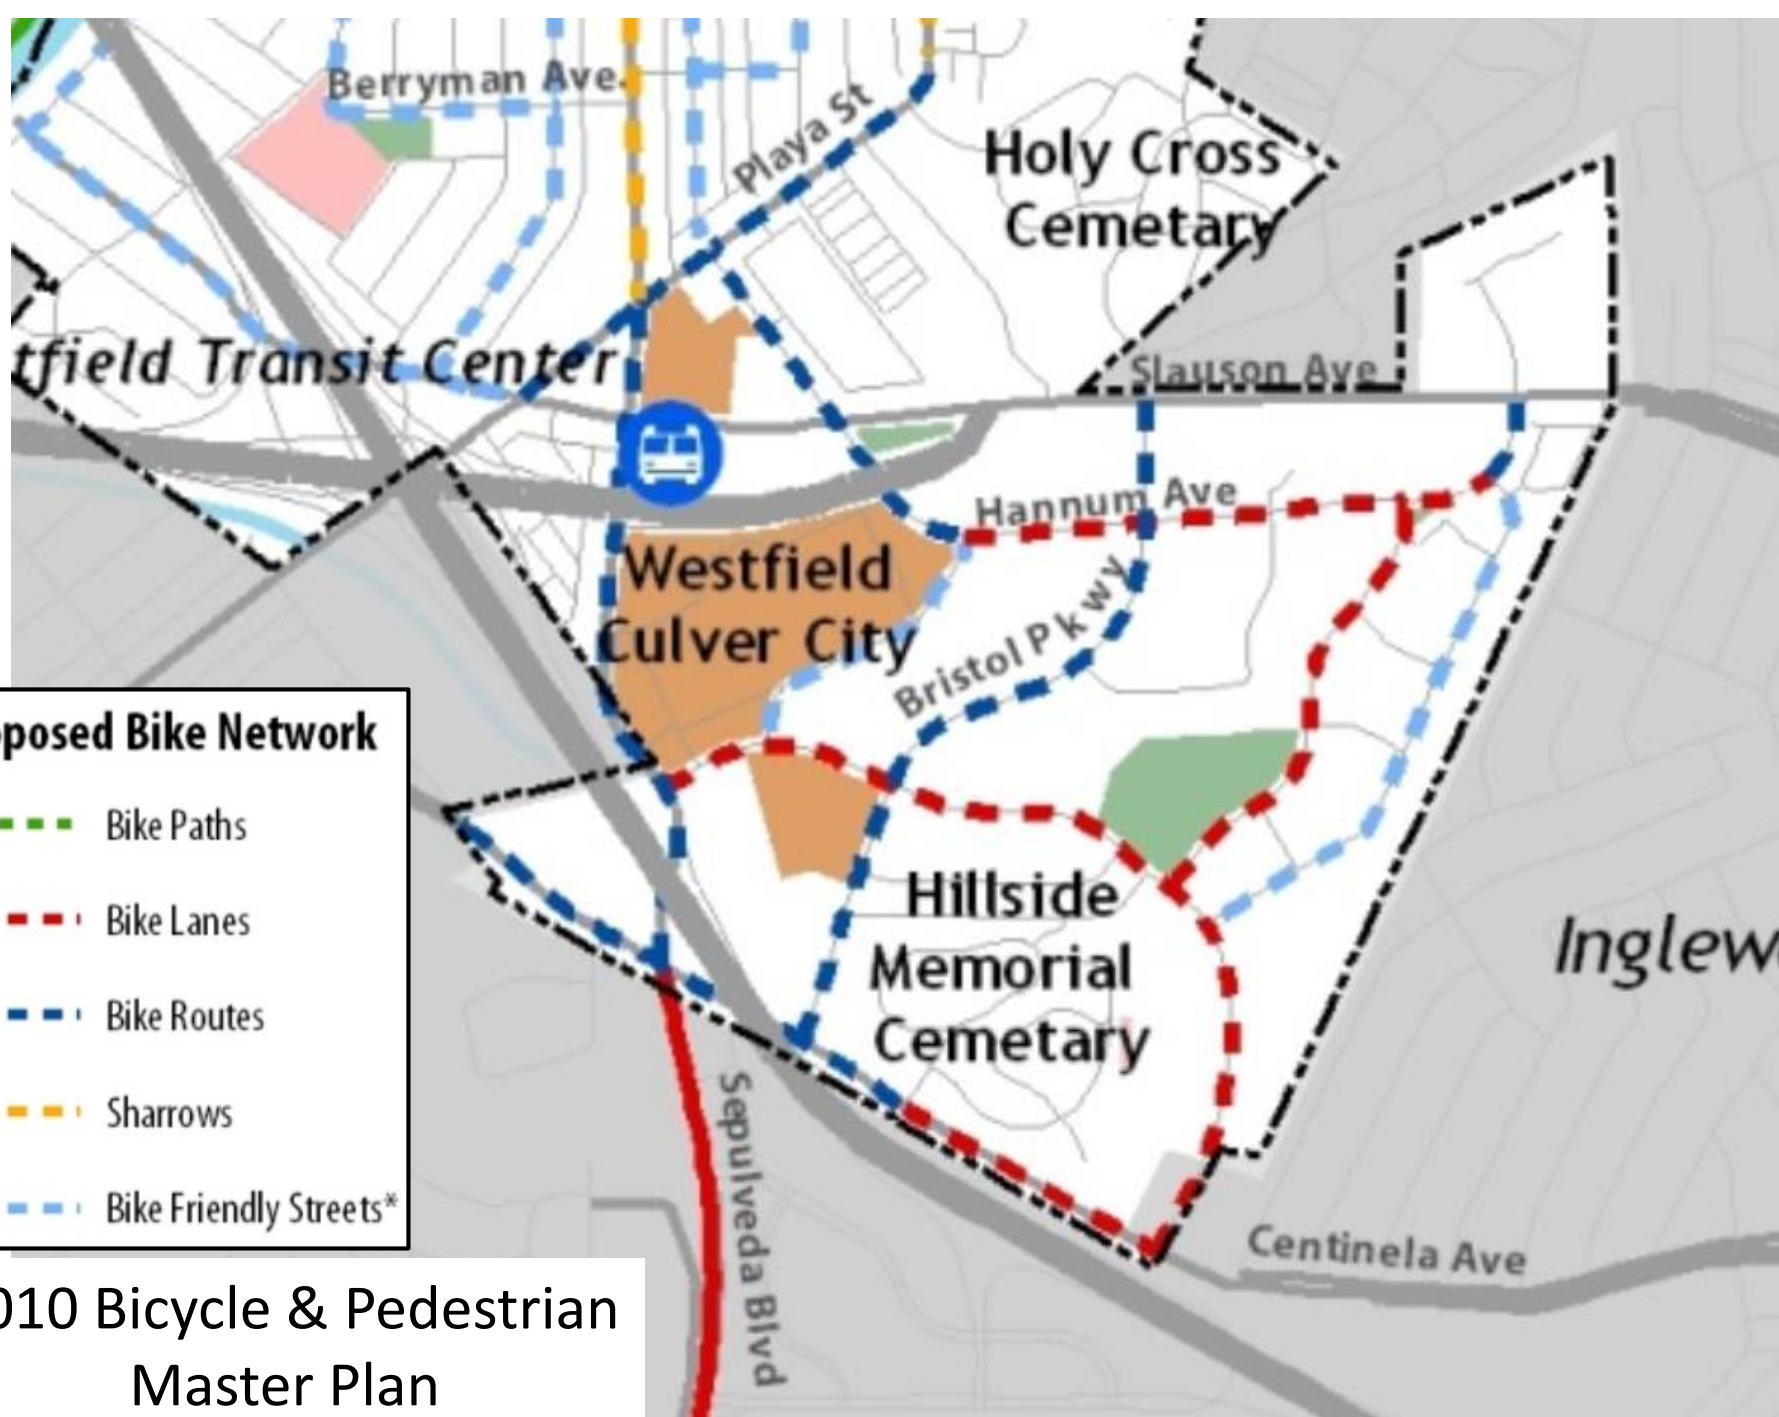 Berryman Ave.
Playa St
Holy Cross
Cemetary
tfield Transit Center
Slauson Ave
Hannum Ave
Westfield
Culver City
Bristol Pkwy
Hillside
Memorial
Cemetary
Inglew
Sepulveda Blvd
Centinela Ave
posed Bike Network
Bike Paths
Bike Lanes
Bike Routes
Sharrows
Bike Friendly Streets*
010 Bicycle & Pedestrian
Master Plan